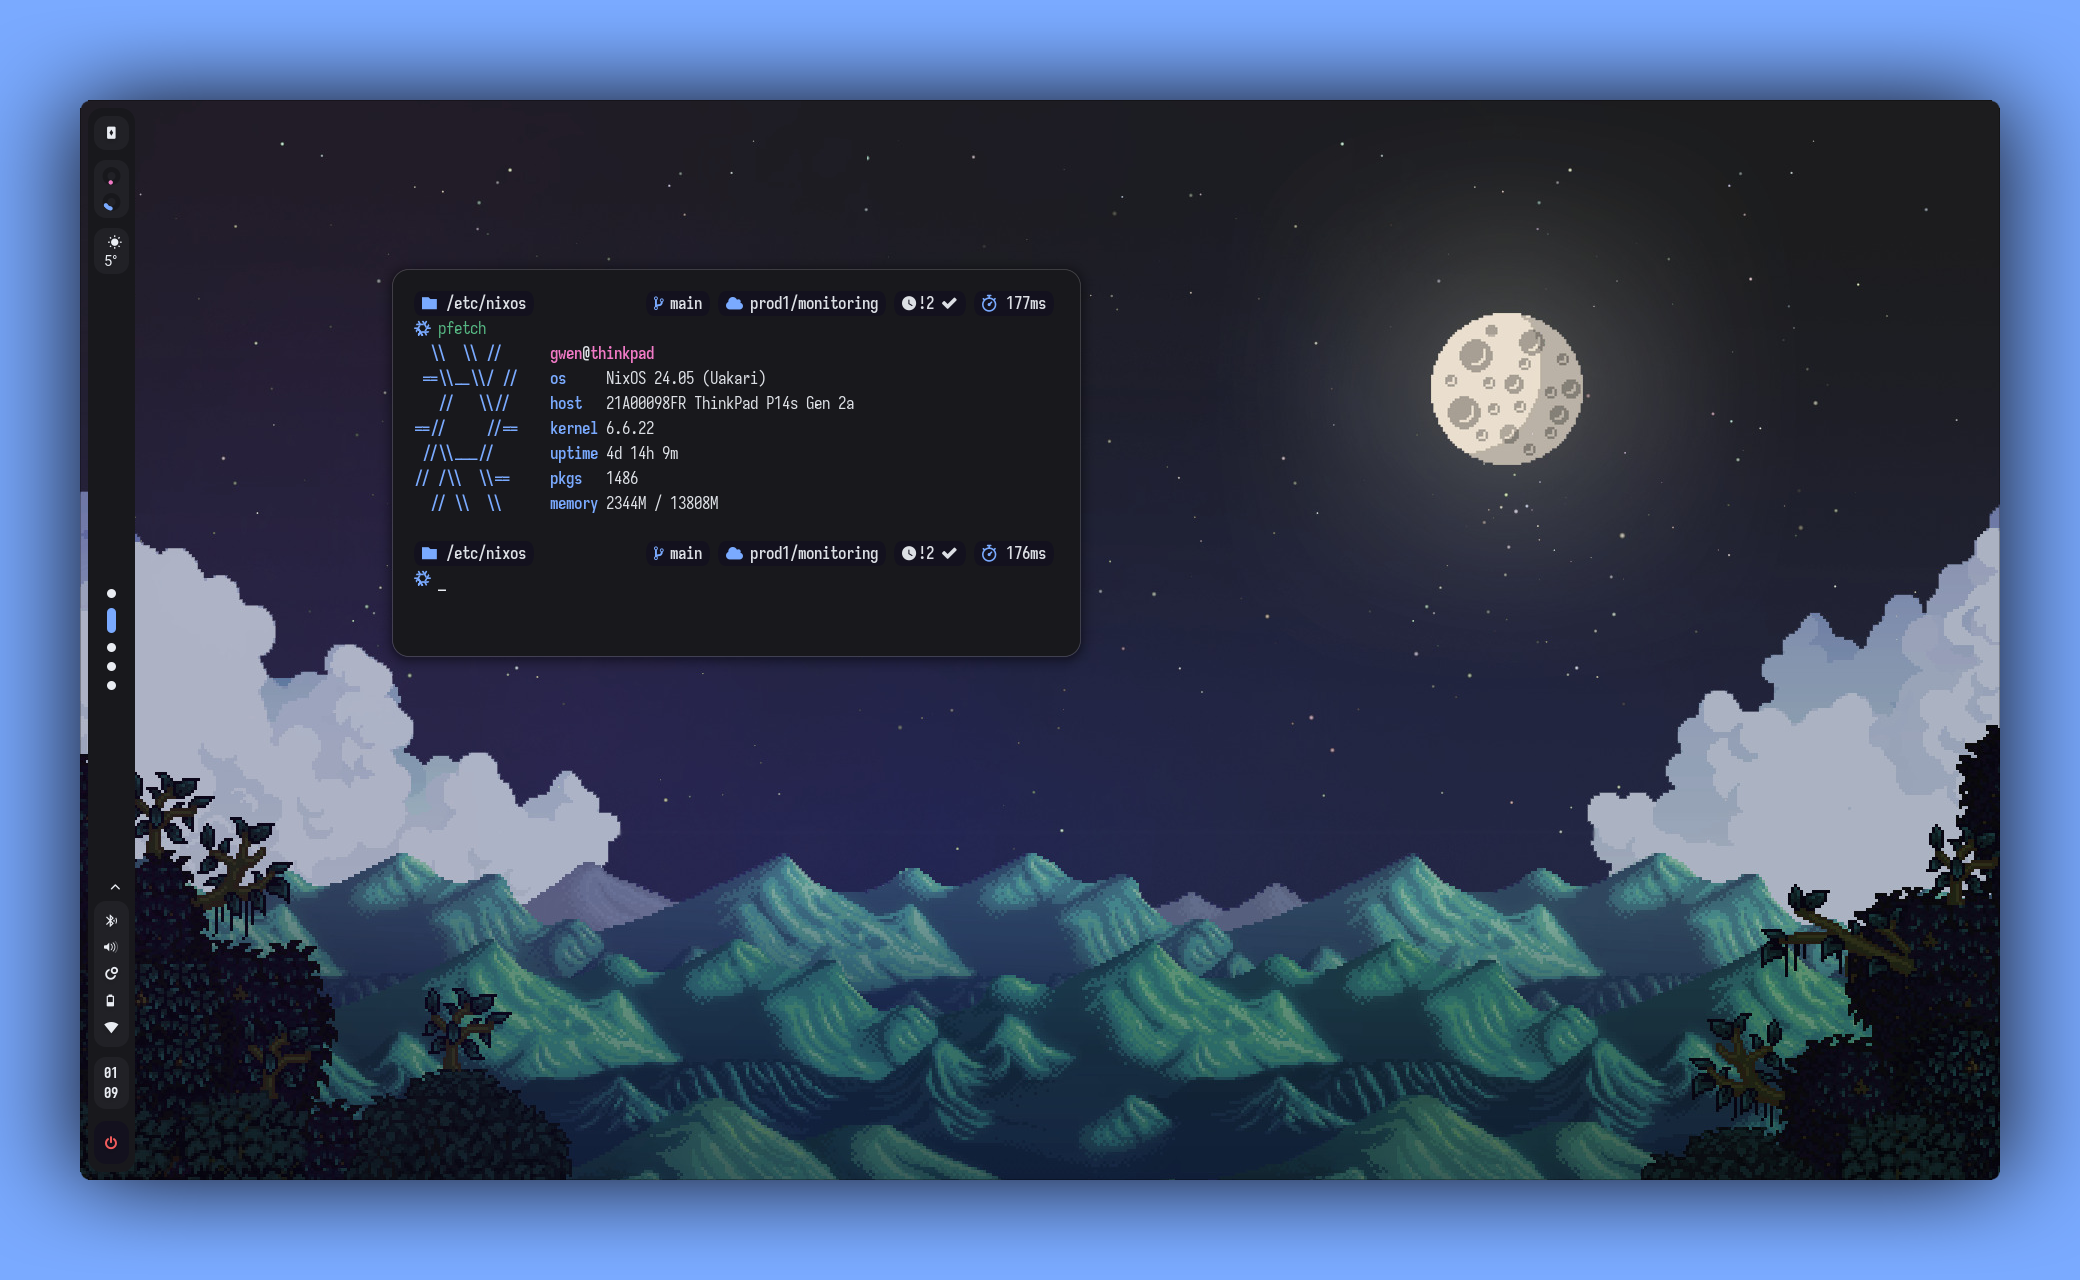 5°
01
09
/etc/nixos main prod1/monitoring !2 177ms
pfetch
  \\  \\ //     gwen@thinkpad
 ==\\__\\/ //    os     NixOS 24.05 (Uakari)
   //   \\//     host   21A00098FR ThinkPad P14s Gen 2a
==//     //==    kernel 6.6.22
 //\\___//       uptime 4d 14h 9m
// /\\  \\==     pkgs   1486
  // \\  \\      memory 2344M / 13808M
/etc/nixos main prod1/monitoring !2 176ms
_